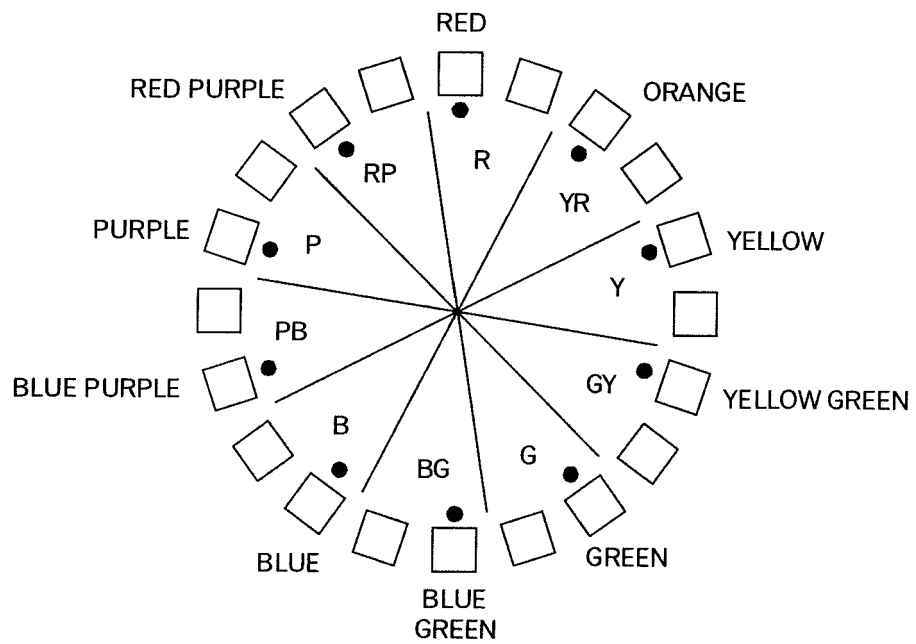 RED
RED PURPLE
ORANGE
RP
R
YR
PURPLE
P
Y
YELLOW
PB
BLUE PURPLE
GY
YELLOW GREEN
B
BG
G
BLUE
GREEN
BLUE
GREEN